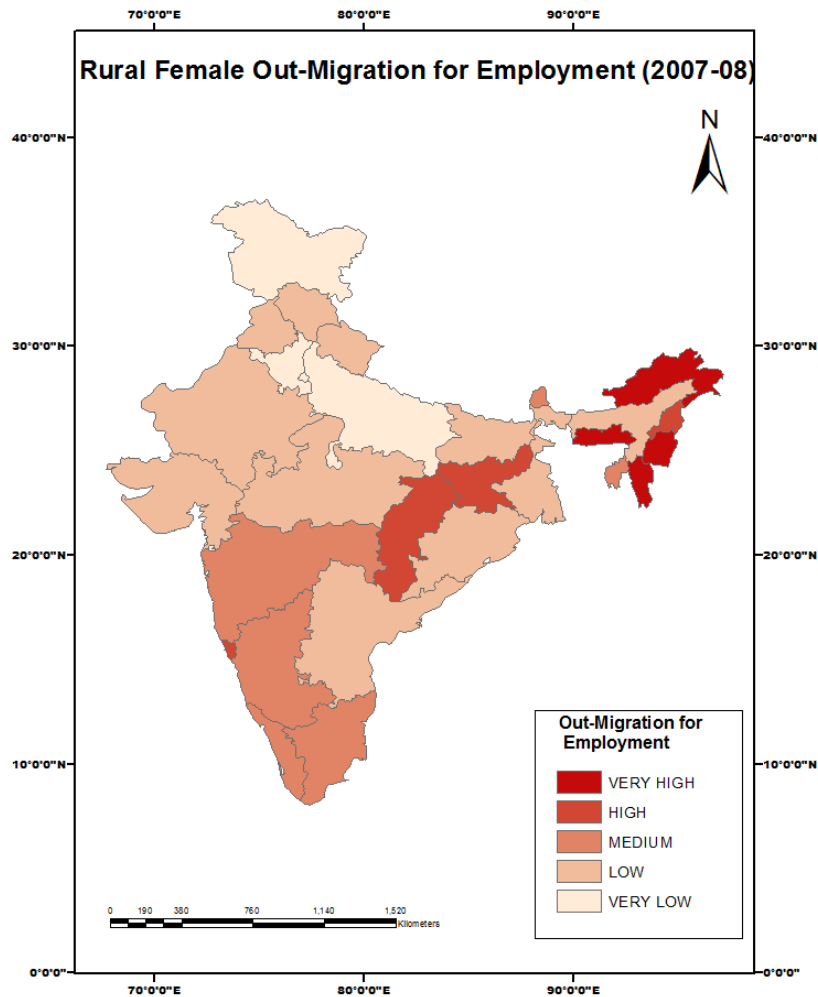 70°0'0"E 80°0'0"E 90°0'0"E
Rural Female Out-Migration for Employment (2007-08)
N
40°0'0"N 40°0'0"N
30°0'0"N 30°0'0"N
20°0'0"N 20°0'0"N
10°0'0"N 10°0'0"N
Out-Migration for
Employment
VERY HIGH
HIGH
MEDIUM
LOW
VERY LOW
0 190 380 760 1,140 1,520
Kilometers
0°0'0" 0°0'0"
70°0'0"E 80°0'0"E 90°0'0"E